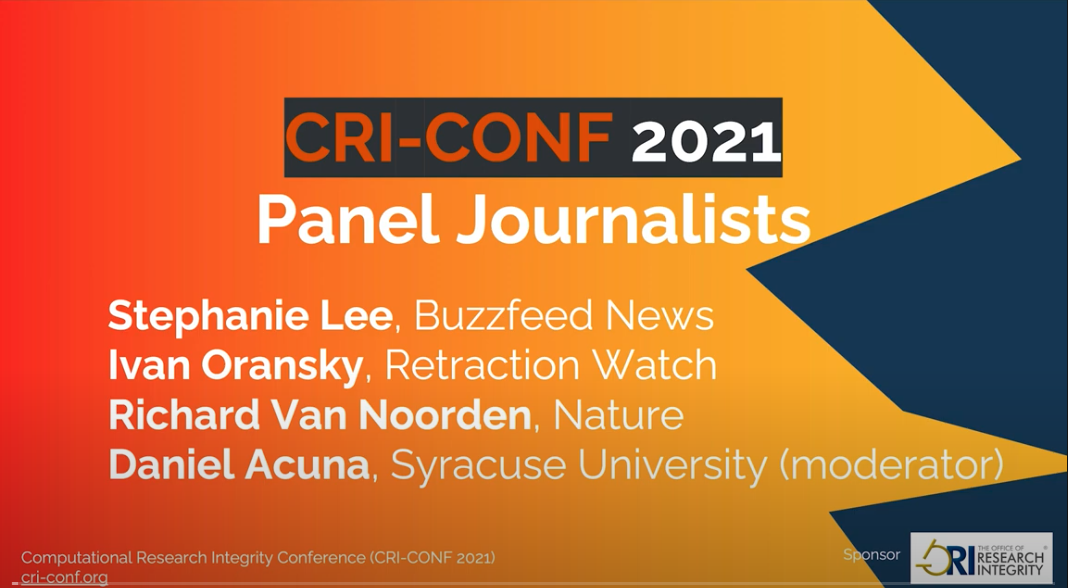 CRI-CONF 2021
Panel Journalists
Stephanie Lee, Buzzfeed News
Ivan Oransky, Retraction Watch
Richard Van Noorden, Nature
Daniel Acuna, Syracuse University (moderator)
Computational Research Integrity Conference (CRI-CONF 2021)
cri-conf.org
Sponsor
ORI THE OFFICE OF
RESEARCH
INTEGRITY